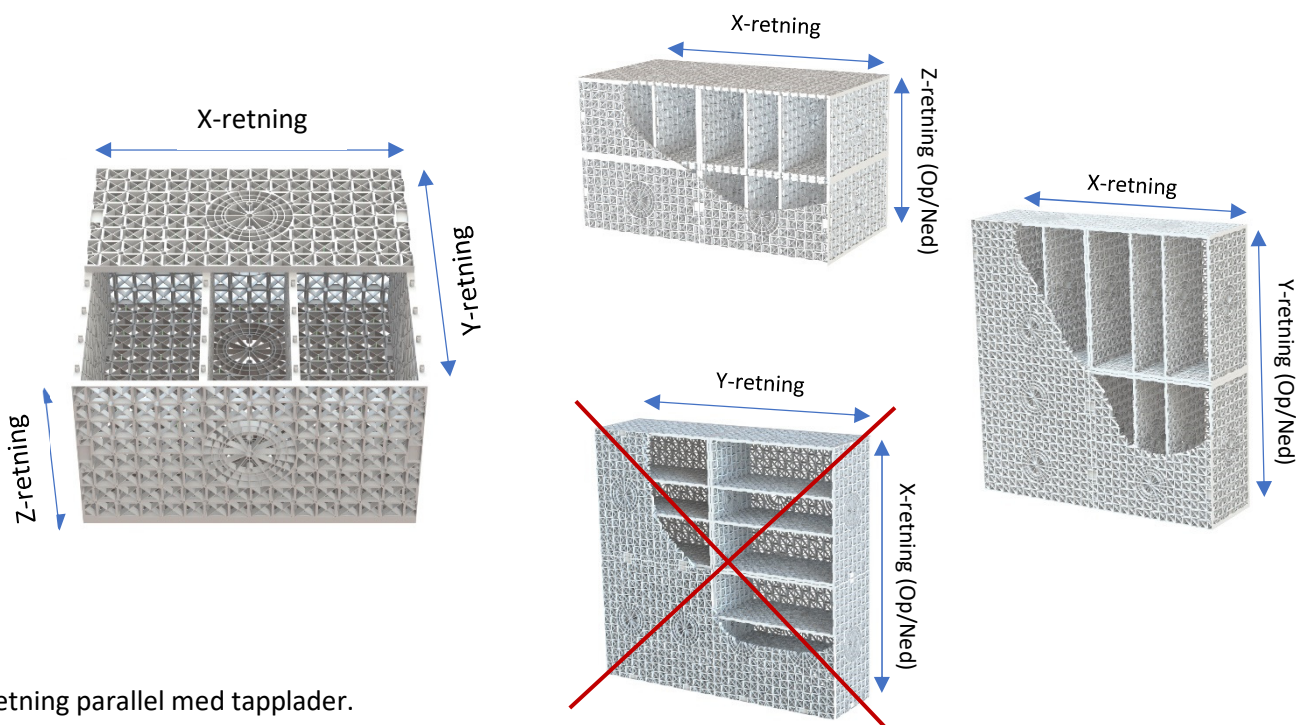 X-retning
Y-retning
Z-retning
X-retning
Z-retning (Op/Ned)
X-retning
Y-retning (Op/Ned)
Y-retning
X-retning (Op/Ned)
etning parallel med tapplader.